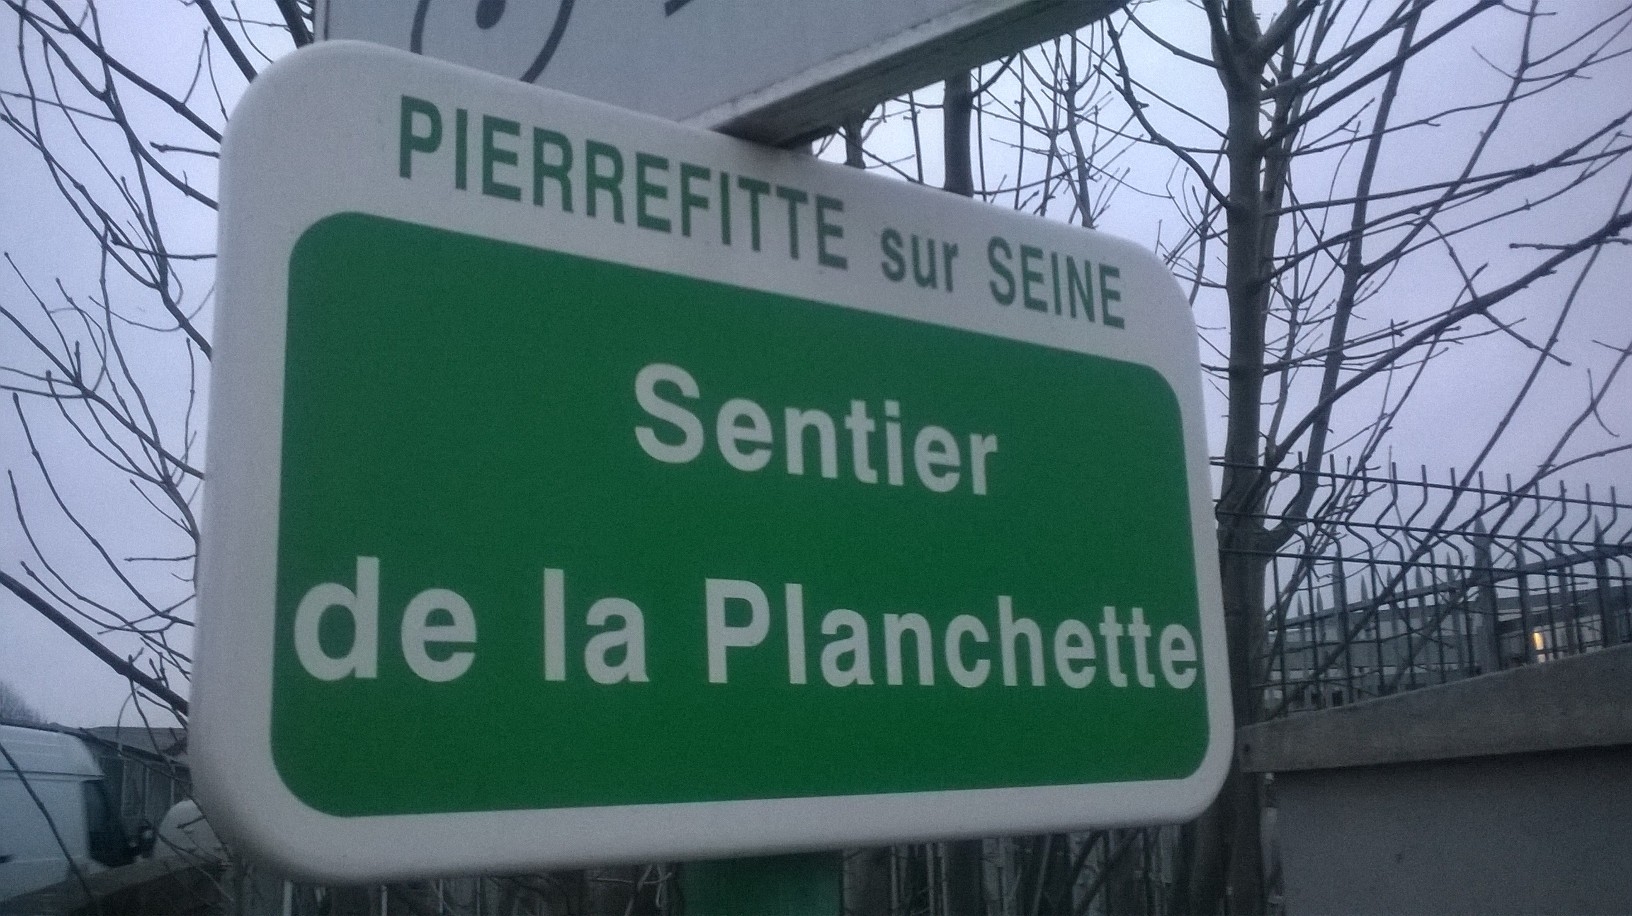 PIERREFITTE sur SEINE
Sentier
de la Planchette